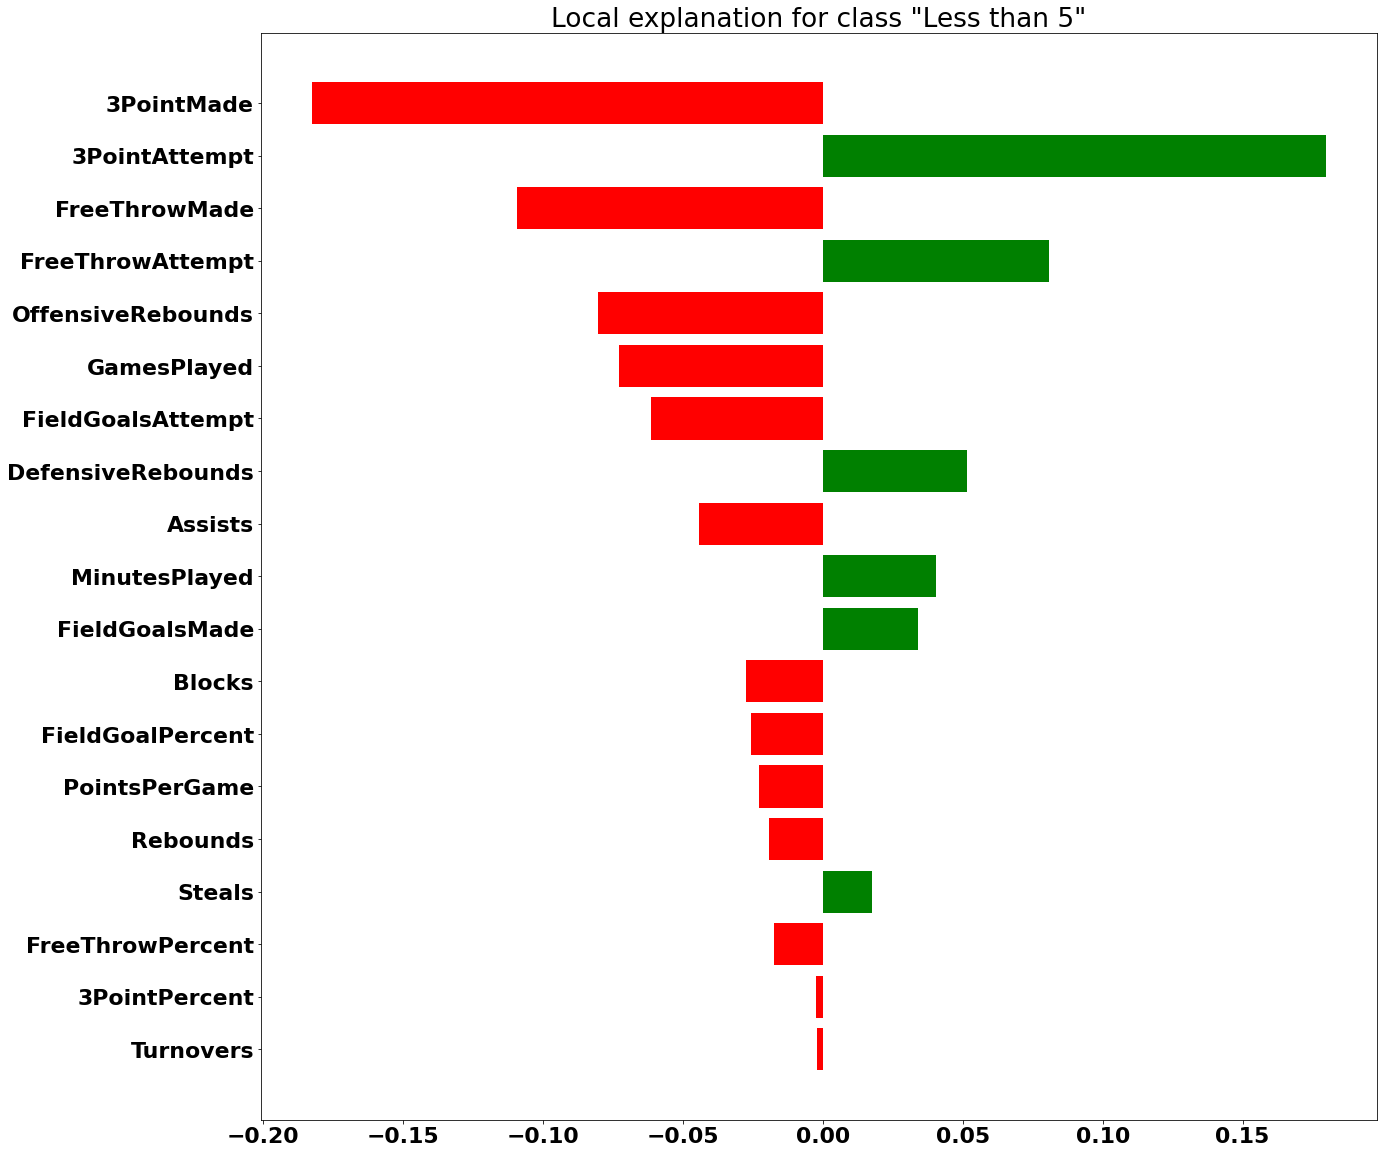 Local explanation for class "Less than 5"
3PointMade
3PointAttempt
FreeThrowMade
FreeThrowAttempt
OffensiveRebounds
GamesPlayed
FieldGoalsAttempt
DefensiveRebounds
Assists
MinutesPlayed
FieldGoalsMade
Blocks
FieldGoalPercent
PointsPerGame
Rebounds
Steals
FreeThrowPercent
3PointPercent
Turnovers
−0.20 −0.15 −0.10 −0.05 0.00 0.05 0.10 0.15